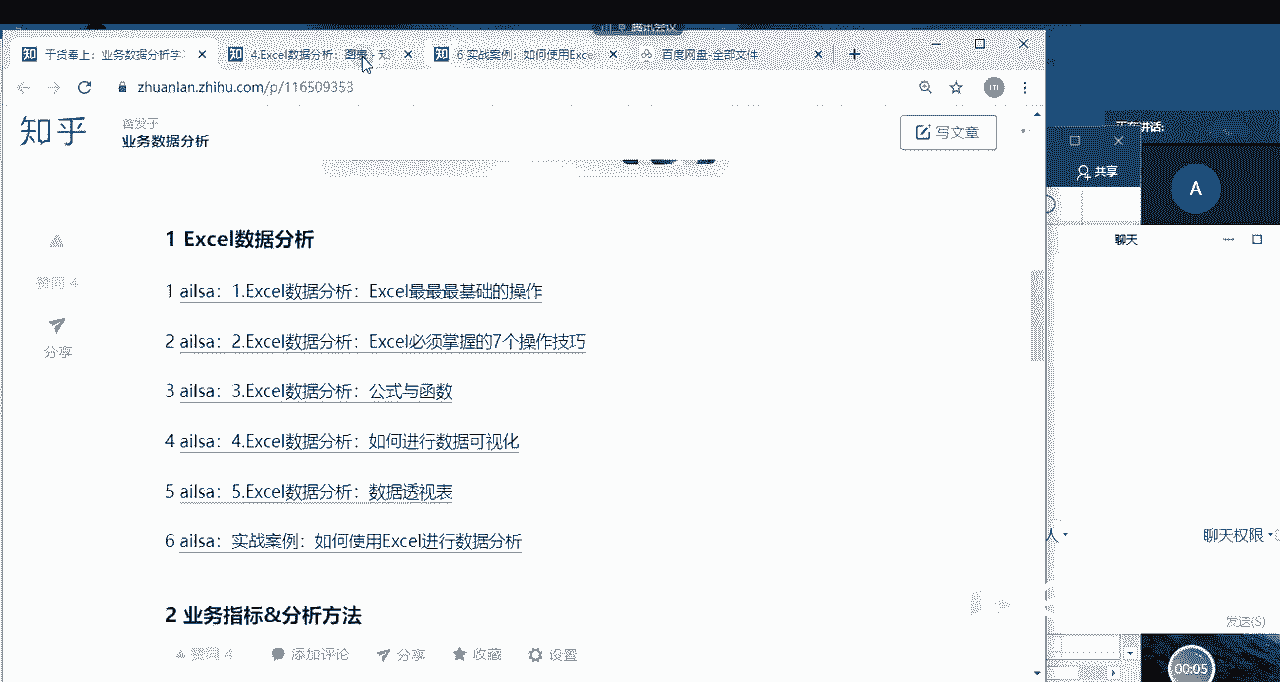 腾讯会议
干货奉上：业务数据分析学
4.Excel数据分析：图表 - 知
6.实战案例：如何使用Exce
百度网盘-全部文件
zhuanlan.zhihu.com/p/116509353
知乎
首发于
业务数据分析
写文章
正在讲话:
共享
A
聊天
1 Excel数据分析
1 ailsa：1.Excel数据分析：Excel最最最基础的操作
赞同 4
2 ailsa：2.Excel数据分析：Excel必须掌握的7个操作技巧
分享
3 ailsa：3.Excel数据分析：公式与函数
4 ailsa：4.Excel数据分析：如何进行数据可视化
5 ailsa：5.Excel数据分析：数据透视表
6 ailsa：实战案例：如何使用Excel进行数据分析
人
聊天权限
2 业务指标&分析方法
发送(S)
赞同 4
添加评论
分享
收藏
设置
00:05